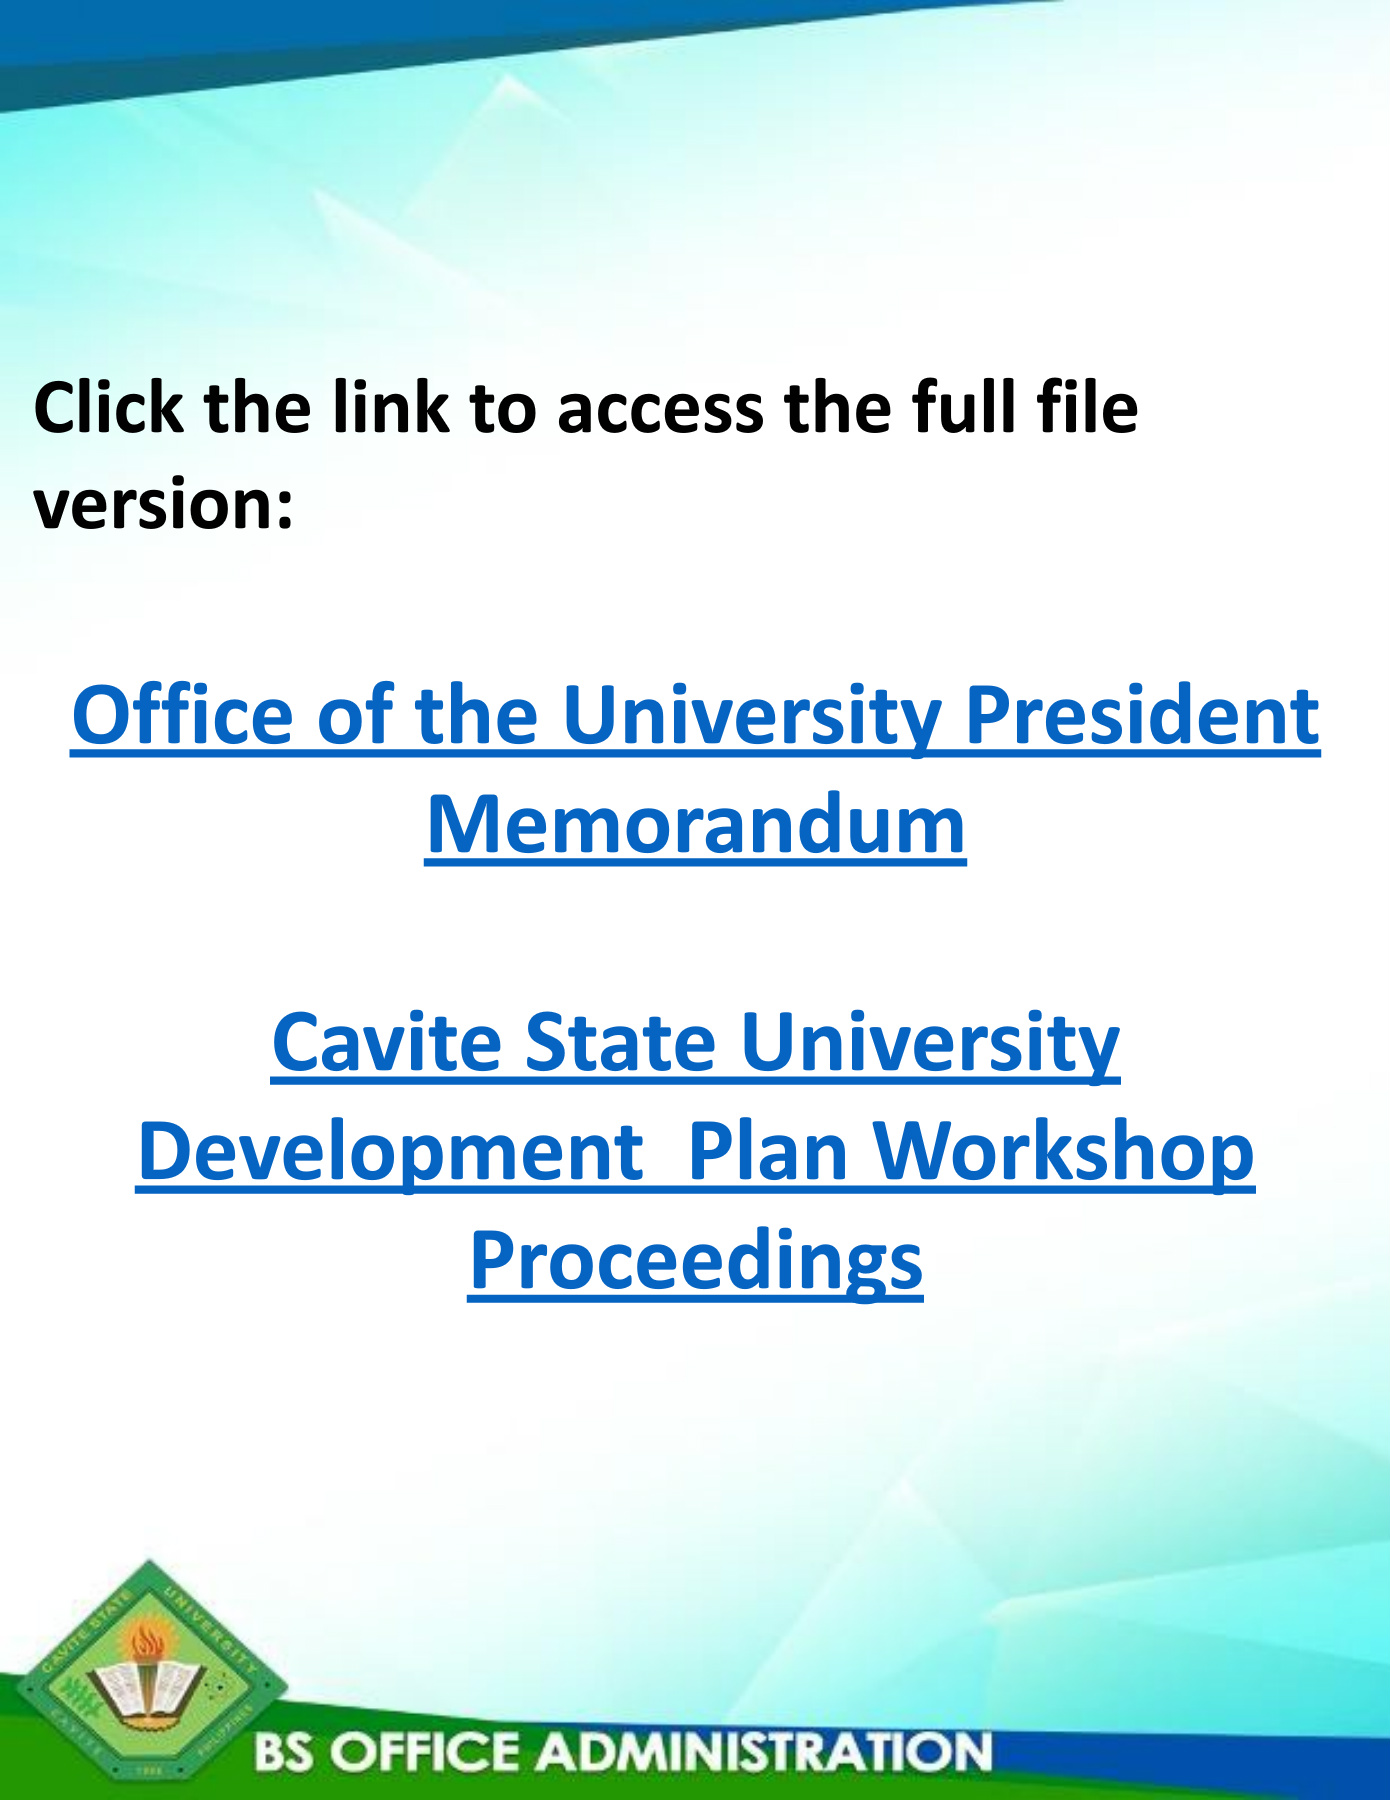 Click the link to access the full file
version:
Office of the University President
Memorandum
Cavite State University
Development  Plan Workshop
Proceedings
CAVITE STATE
UNIVERSITY
CAVITE
PHILIPPINES
1906
BS OFFICE ADMINISTRATION